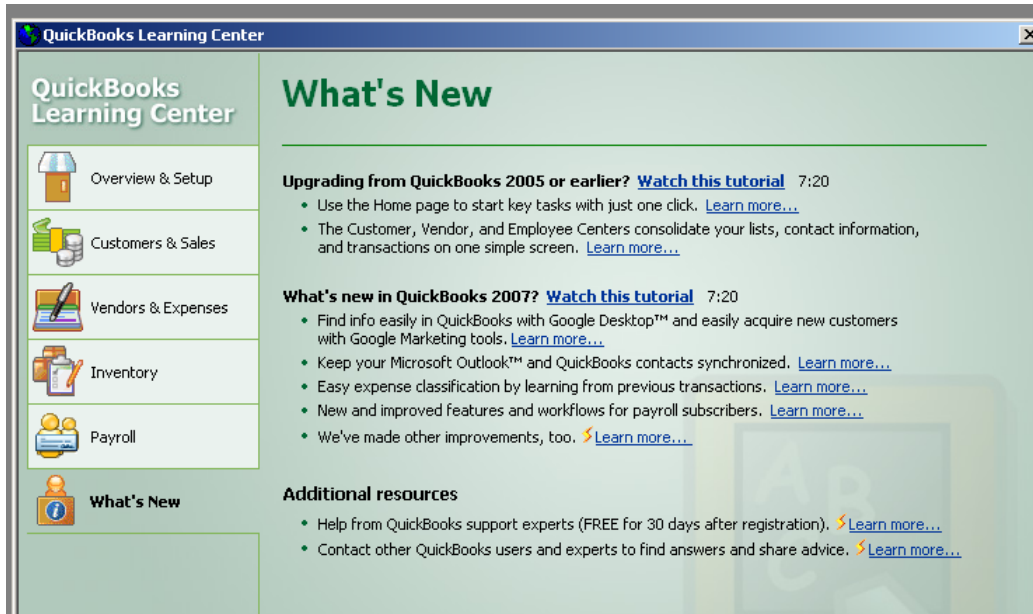 QuickBooks Learning Center
QuickBooks
Learning Center
Overview & Setup
Customers & Sales
Vendors & Expenses
Inventory
Payroll
What's New
What's New
Upgrading from QuickBooks 2005 or earlier? Watch this tutorial 7:20
• Use the Home page to start key tasks with just one click. Learn more...
• The Customer, Vendor, and Employee Centers consolidate your lists, contact information,
and transactions on one simple screen. Learn more...
What's new in QuickBooks 2007? Watch this tutorial 7:20
• Find info easily in QuickBooks with Google Desktop™ and easily acquire new customers
with Google Marketing tools. Learn more...
• Keep your Microsoft Outlook™ and QuickBooks contacts synchronized. Learn more...
• Easy expense classification by learning from previous transactions. Learn more...
• New and improved features and workflows for payroll subscribers. Learn more...
• We've made other improvements, too. Learn more...
Additional resources
• Help from QuickBooks support experts (FREE for 30 days after registration). Learn more...
• Contact other QuickBooks users and experts to find answers and share advice. Learn more...
A
B
C